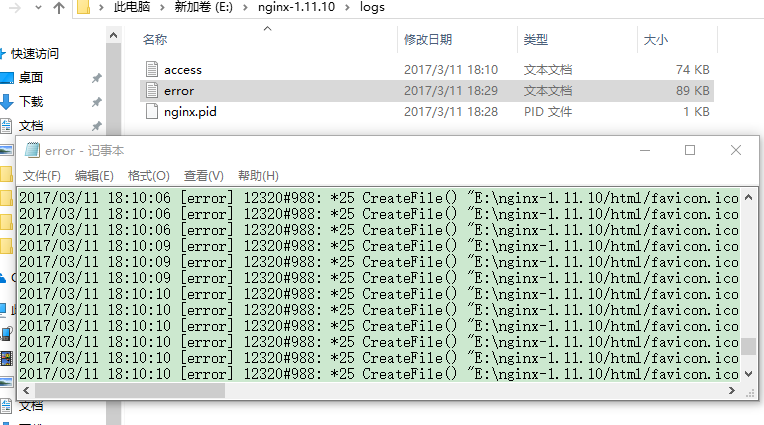 此电脑 › 新加卷 (E:) › nginx-1.11.10 › logs
名称 修改日期 类型 大小
快速访问
桌面
下载
文档
access 2017/3/11 18:10 文本文档 74 KB
error 2017/3/11 18:29 文本文档 89 KB
nginx.pid 2017/3/11 18:28 PID 文件 1 KB
error - 记事本
文件(F) 编辑(E) 格式(O) 查看(V) 帮助(H)
2017/03/11 18:10:06 [error] 12320#988: *25 CreateFile() "E:\nginx-1.11.10/html/favicon.ico
2017/03/11 18:10:06 [error] 12320#988: *25 CreateFile() "E:\nginx-1.11.10/html/favicon.ico
2017/03/11 18:10:06 [error] 12320#988: *25 CreateFile() "E:\nginx-1.11.10/html/favicon.ico
2017/03/11 18:10:09 [error] 12320#988: *25 CreateFile() "E:\nginx-1.11.10/html/favicon.ico
2017/03/11 18:10:09 [error] 12320#988: *25 CreateFile() "E:\nginx-1.11.10/html/favicon.ico
2017/03/11 18:10:09 [error] 12320#988: *25 CreateFile() "E:\nginx-1.11.10/html/favicon.ico
2017/03/11 18:10:10 [error] 12320#988: *25 CreateFile() "E:\nginx-1.11.10/html/favicon.ico
2017/03/11 18:10:10 [error] 12320#988: *25 CreateFile() "E:\nginx-1.11.10/html/favicon.ico
2017/03/11 18:10:10 [error] 12320#988: *25 CreateFile() "E:\nginx-1.11.10/html/favicon.ico
2017/03/11 18:10:10 [error] 12320#988: *25 CreateFile() "E:\nginx-1.11.10/html/favicon.ico
2017/03/11 18:10:10 [error] 12320#988: *25 CreateFile() "E:\nginx-1.11.10/html/favicon.ico
2017/03/11 18:10:10 [error] 12320#988: *25 CreateFile() "E:\nginx-1.11.10/html/favicon.ico
文档